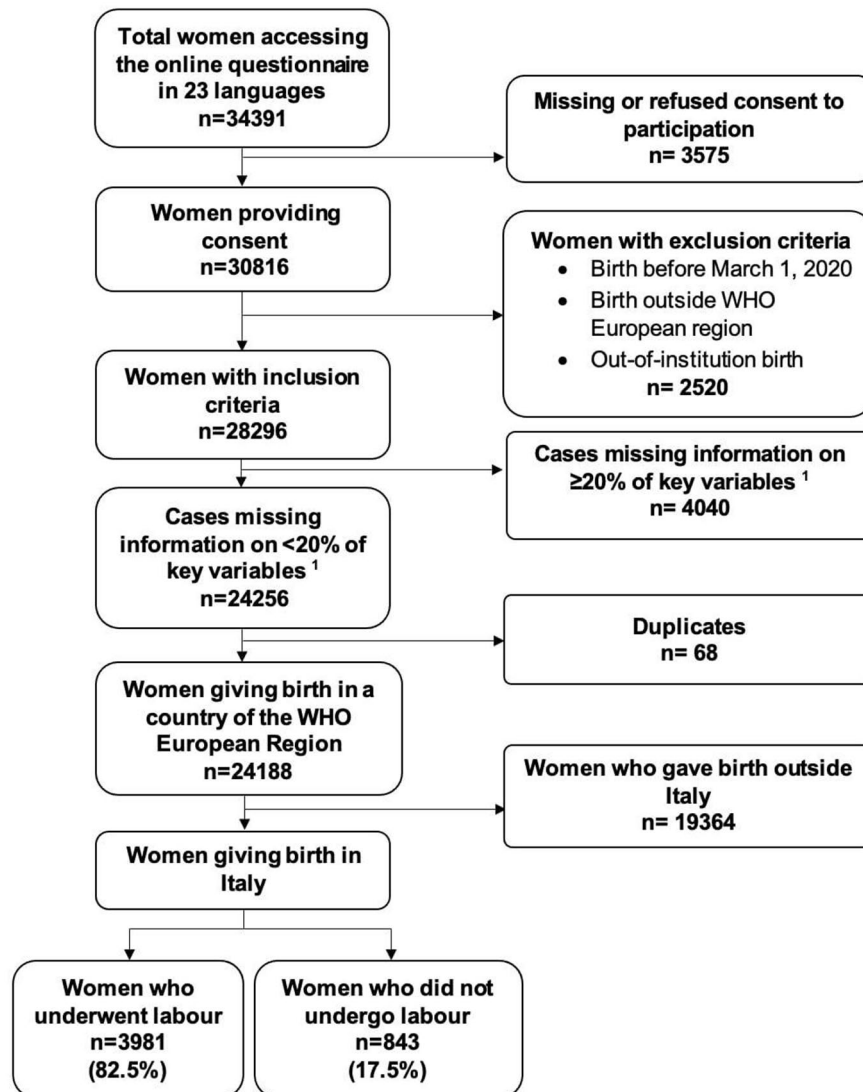 Total women accessing
the online questionnaire
in 23 languages
n=34391
Missing or refused consent to
participation
n= 3575
Women providing
consent
n=30816
Women with exclusion criteria
• Birth before March 1, 2020
• Birth outside WHO
European region
• Out-of-institution birth
n= 2520
Women with inclusion
criteria
n=28296
Cases missing information on
≥20% of key variables ¹
n= 4040
Cases missing
information on <20% of
key variables ¹
n=24256
Duplicates
n= 68
Women giving birth in a
country of the WHO
European Region
n=24188
Women who gave birth outside
Italy
n= 19364
Women giving birth in
Italy
Women who
underwent labour
n=3981
(82.5%)
Women who did not
undergo labour
n=843
(17.5%)